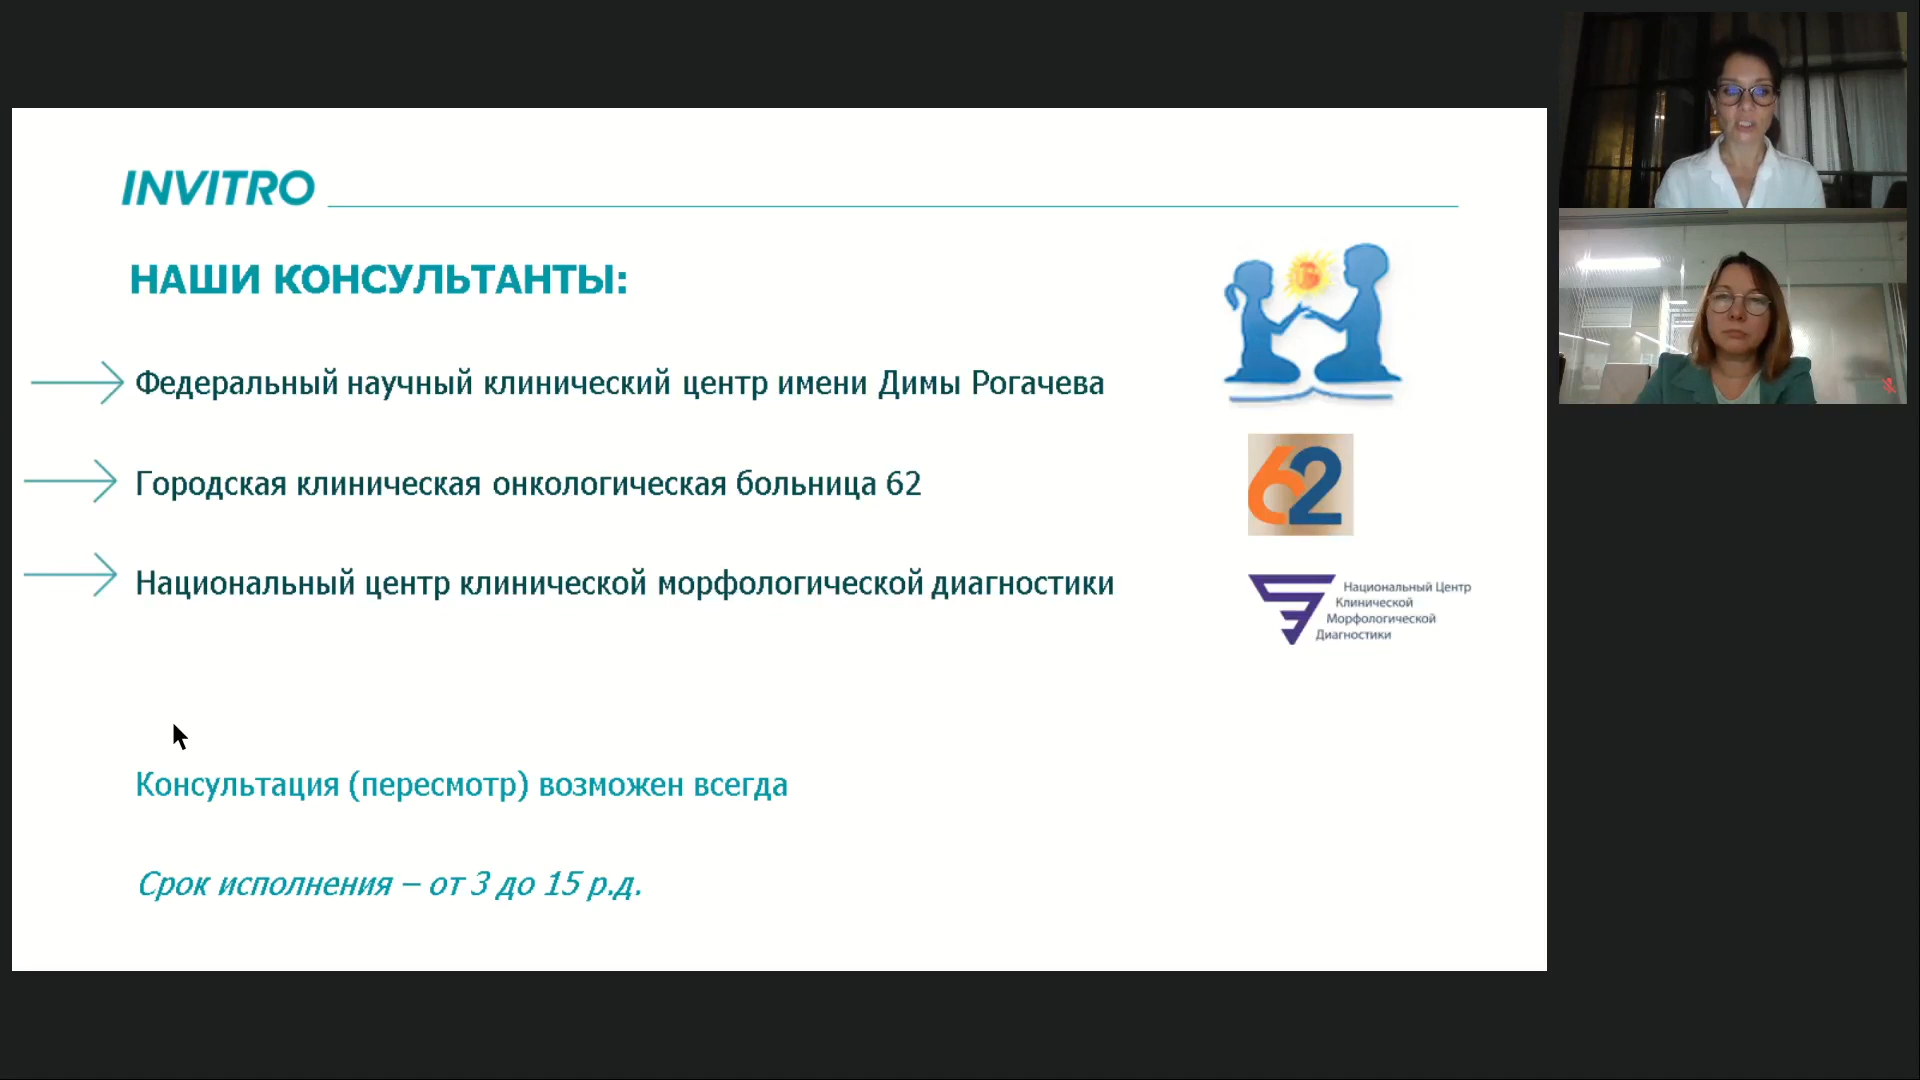 INVITRO
НАШИ КОНСУЛЬТАНТЫ:
Федеральный научный клинический центр имени Димы Рогачева
Городская клиническая онкологическая больница 62
62
Национальный центр клинической морфологической диагностики
Национальный Центр
Клинической
Морфологической
Диагностики
Консультация (пересмотр) возможен всегда
Срок исполнения – от 3 до 15 р.д.